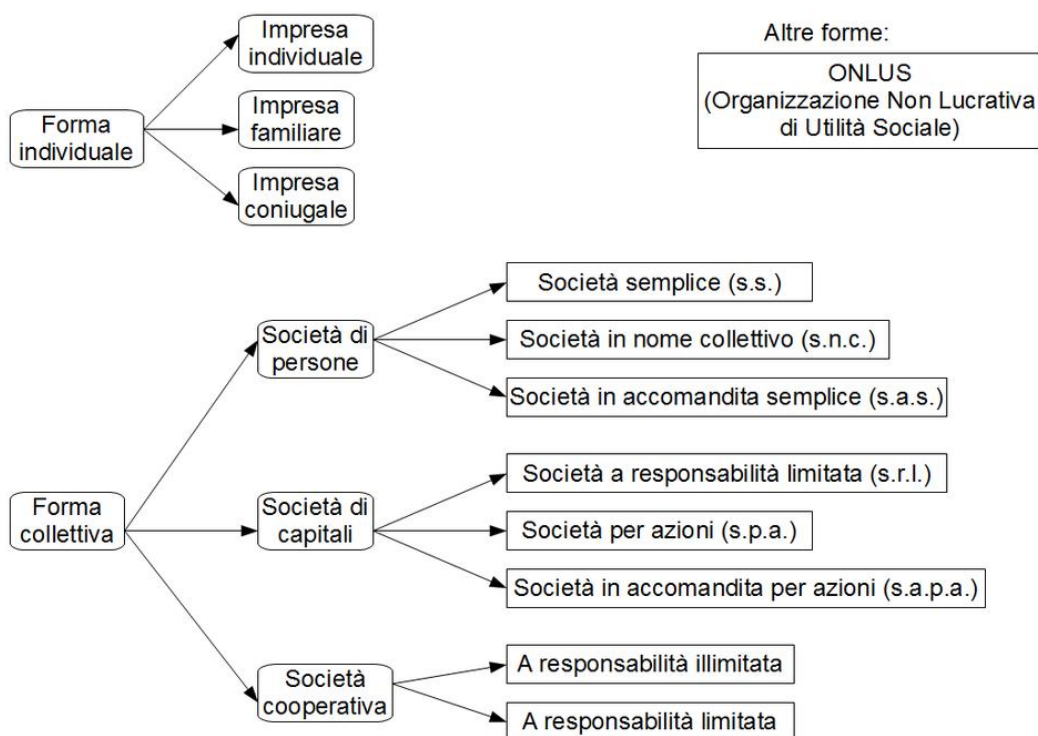 Impresa
individuale
Altre forme:
ONLUS
(Organizzazione Non Lucrativa
di Utilità Sociale)
Forma
individuale
Impresa
familiare
Impresa
coniugale
Società semplice (s.s.)
Società di
persone
Società in nome collettivo (s.n.c.)
Società in accomandita semplice (s.a.s.)
Forma
collettiva
Società di
capitali
Società a responsabilità limitata (s.r.l.)
Società per azioni (s.p.a.)
Società in accomandita per azioni (s.a.p.a.)
Società
cooperativa
A responsabilità illimitata
A responsabilità limitata